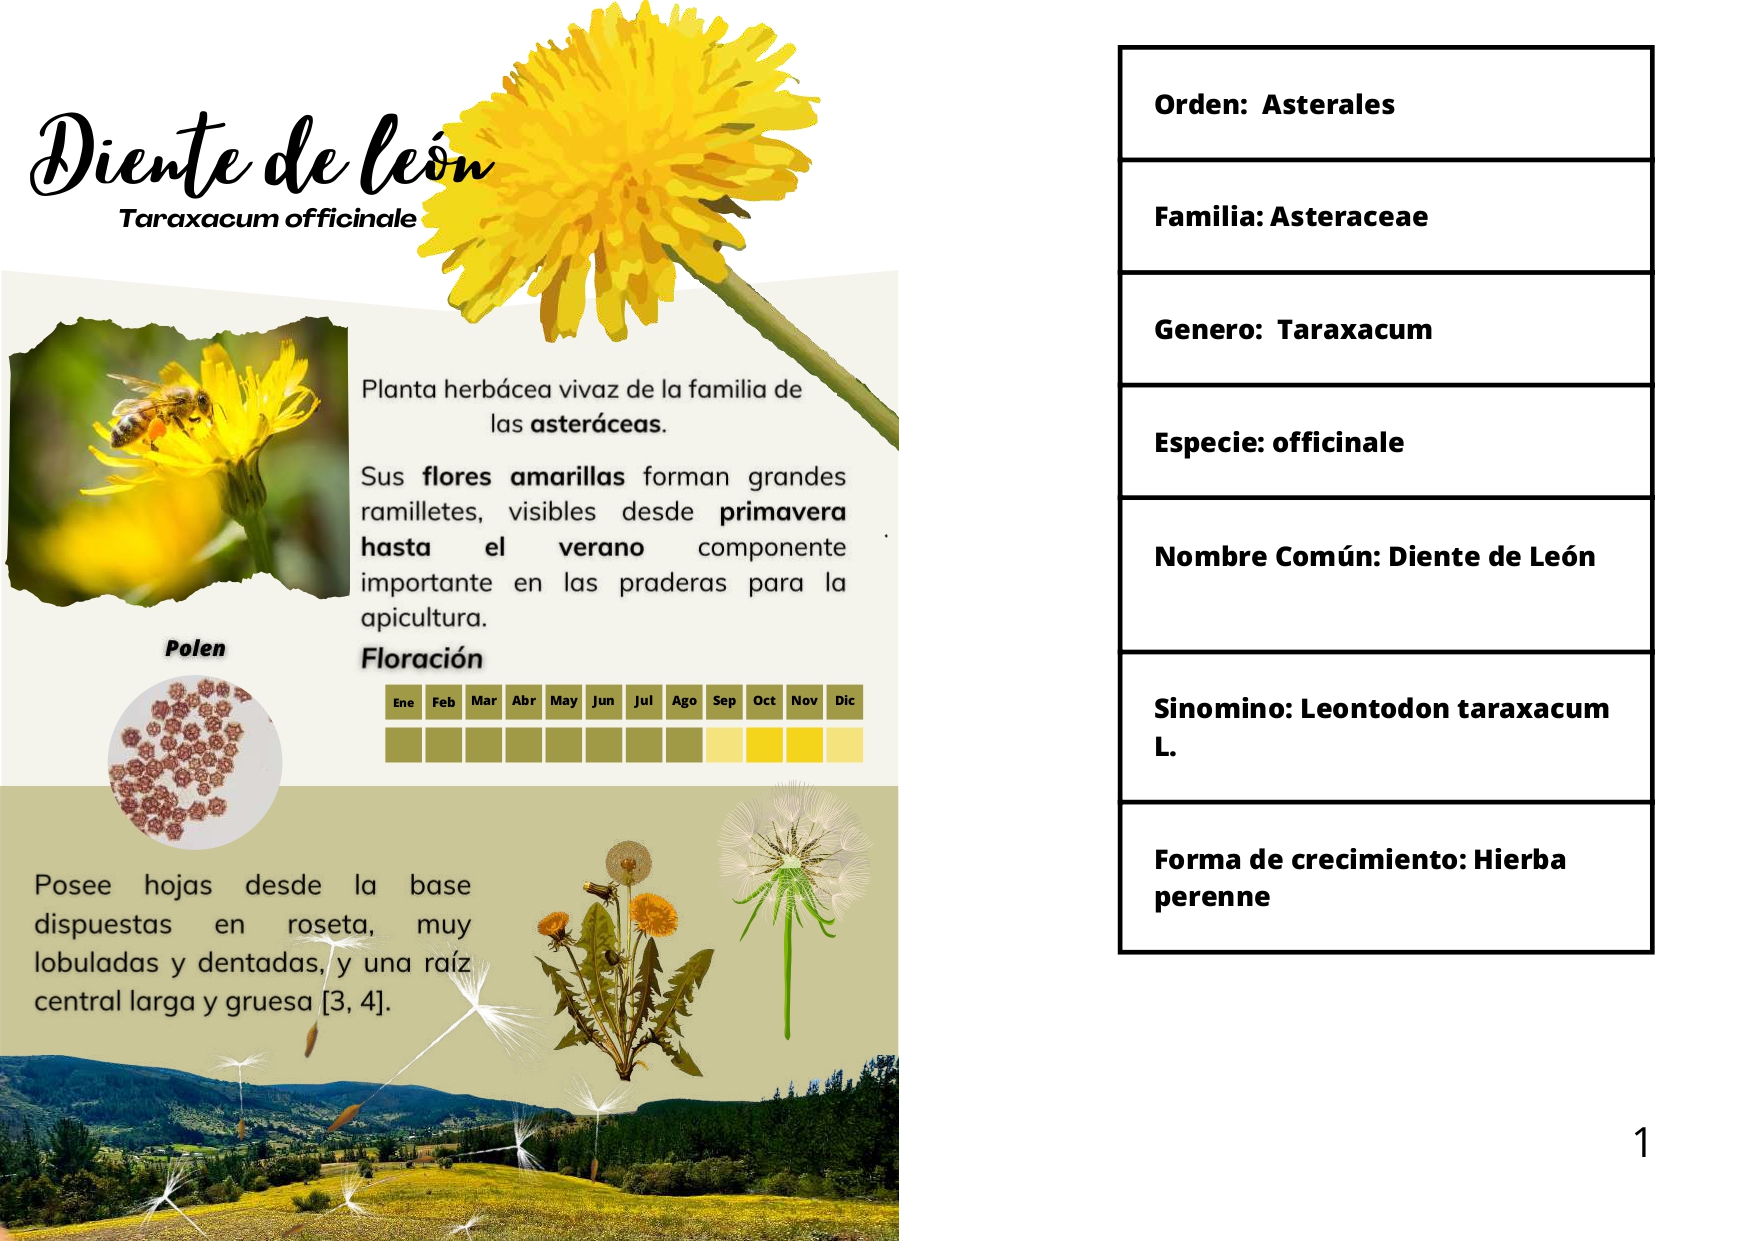 Diente de león
Taraxacum officinale
Planta herbácea vivaz de la familia de
las asteráceas.
Sus flores amarillas forman grandes
ramilletes, visibles desde primavera
hasta el verano componente
importante en las praderas para la
apicultura.
Polen
Floración
Ene Feb Mar Abr May Jun Jul Ago Sep Oct Nov Dic
Posee hojas desde la base
dispuestas en roseta, muy
lobuladas y dentadas, y una raíz
central larga y gruesa [3, 4].
Orden: Asterales
Familia: Asteraceae
Genero: Taraxacum
Especie: officinale
Nombre Común: Diente de León
Sinomino: Leontodon taraxacum
L.
Forma de crecimiento: Hierba
perenne
1